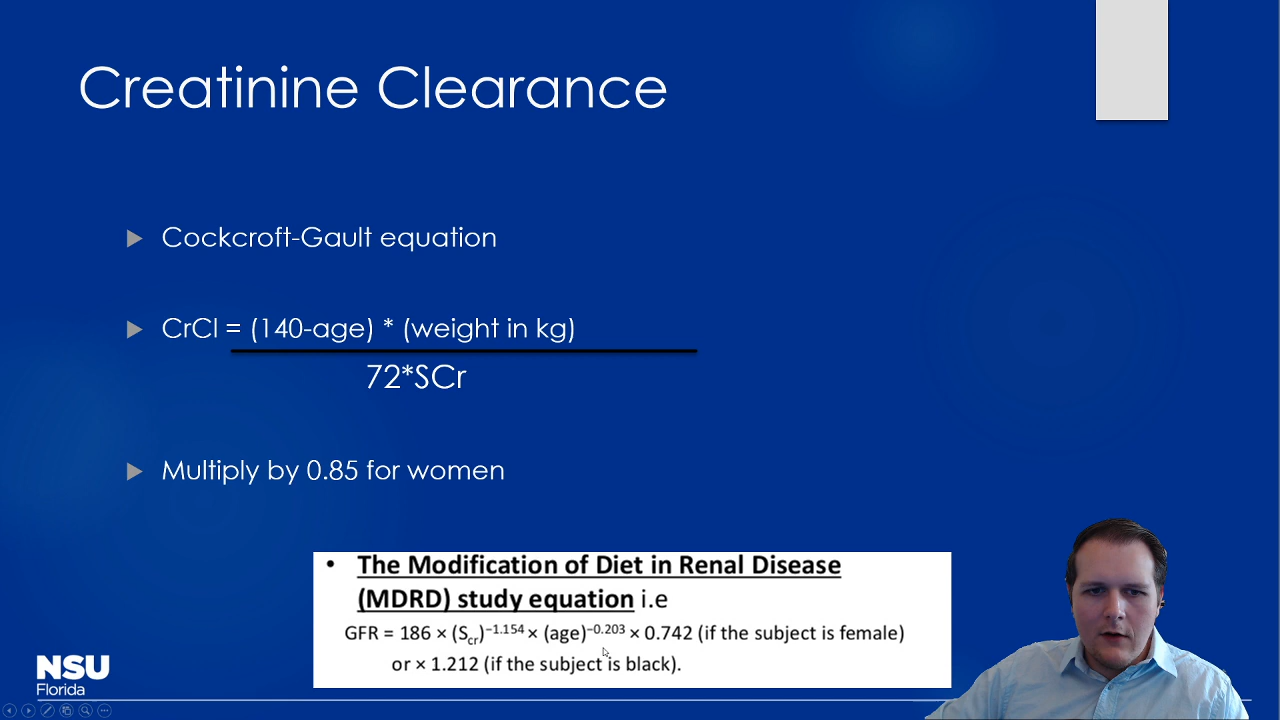 Creatinine Clearance
Cockcroft-Gault equation
CrCl = (140-age) * (weight in kg)
72*SCr
Multiply by 0.85 for women
• The Modification of Diet in Renal Disease
(MDRD) study equation i.e
GFR = 186 × (Scr)^−1.154 × (age)^−0.203 × 0.742 (if the subject is female)
or × 1.212 (if the subject is black).
NSU
Florida